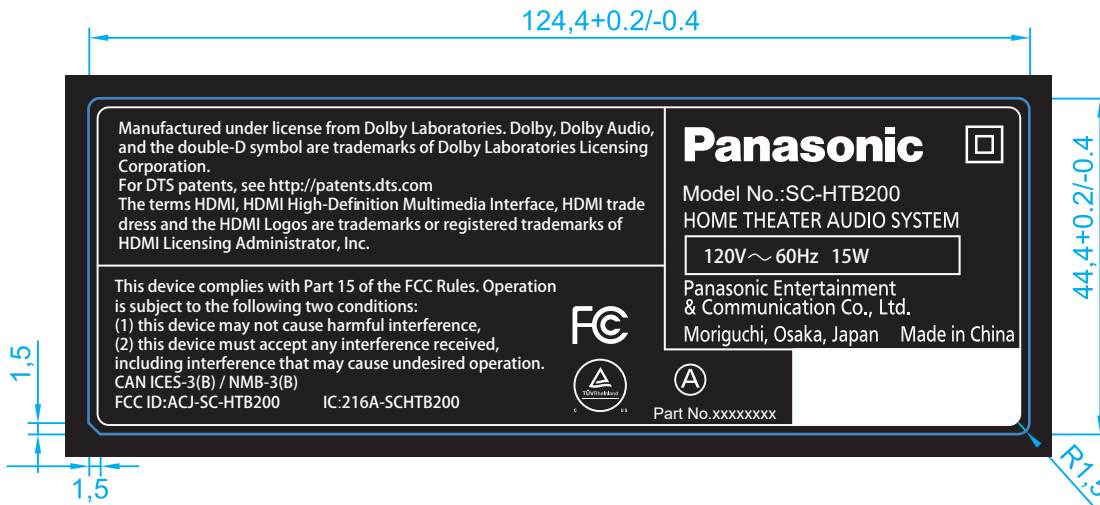 124,4+0.2/-0.4
Manufactured under license from Dolby Laboratories. Dolby, Dolby Audio,
and the double-D symbol are trademarks of Dolby Laboratories Licensing
Corporation.
For DTS patents, see http://patents.dts.com
The terms HDMI, HDMI High-Definition Multimedia Interface, HDMI trade
dress and the HDMI Logos are trademarks or registered trademarks of
HDMI Licensing Administrator, Inc.
Panasonic
Model No.:SC-HTB200
HOME THEATER AUDIO SYSTEM
120V～ 60Hz 15W
Panasonic Entertainment
& Communication Co., Ltd.
Moriguchi, Osaka, Japan Made in China
44,4+0.2/-0.4
This device complies with Part 15 of the FCC Rules. Operation
is subject to the following two conditions:
(1) this device may not cause harmful interference,
(2) this device must accept any interference received,
including interference that may cause undesired operation.
CAN ICES-3(B) / NMB-3(B)
FCC ID:ACJ-SC-HTB200 IC:216A-SCHTB200
FC
TÜVRheinland
C US
A
Part No.xxxxxxxx
1,5
1,5
R1,5